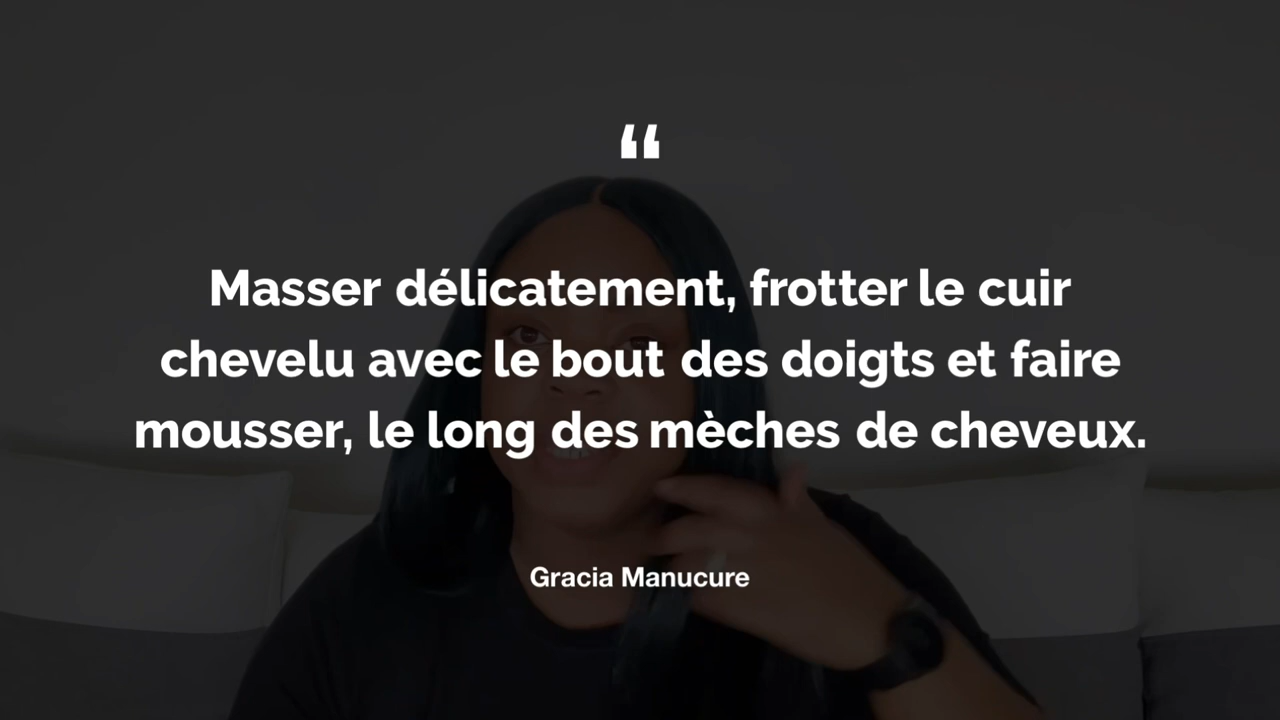 “
Masser délicatement, frotter le cuir
chevelu avec le bout des doigts et faire
mousser, le long des mèches de cheveux.
Gracia Manucure